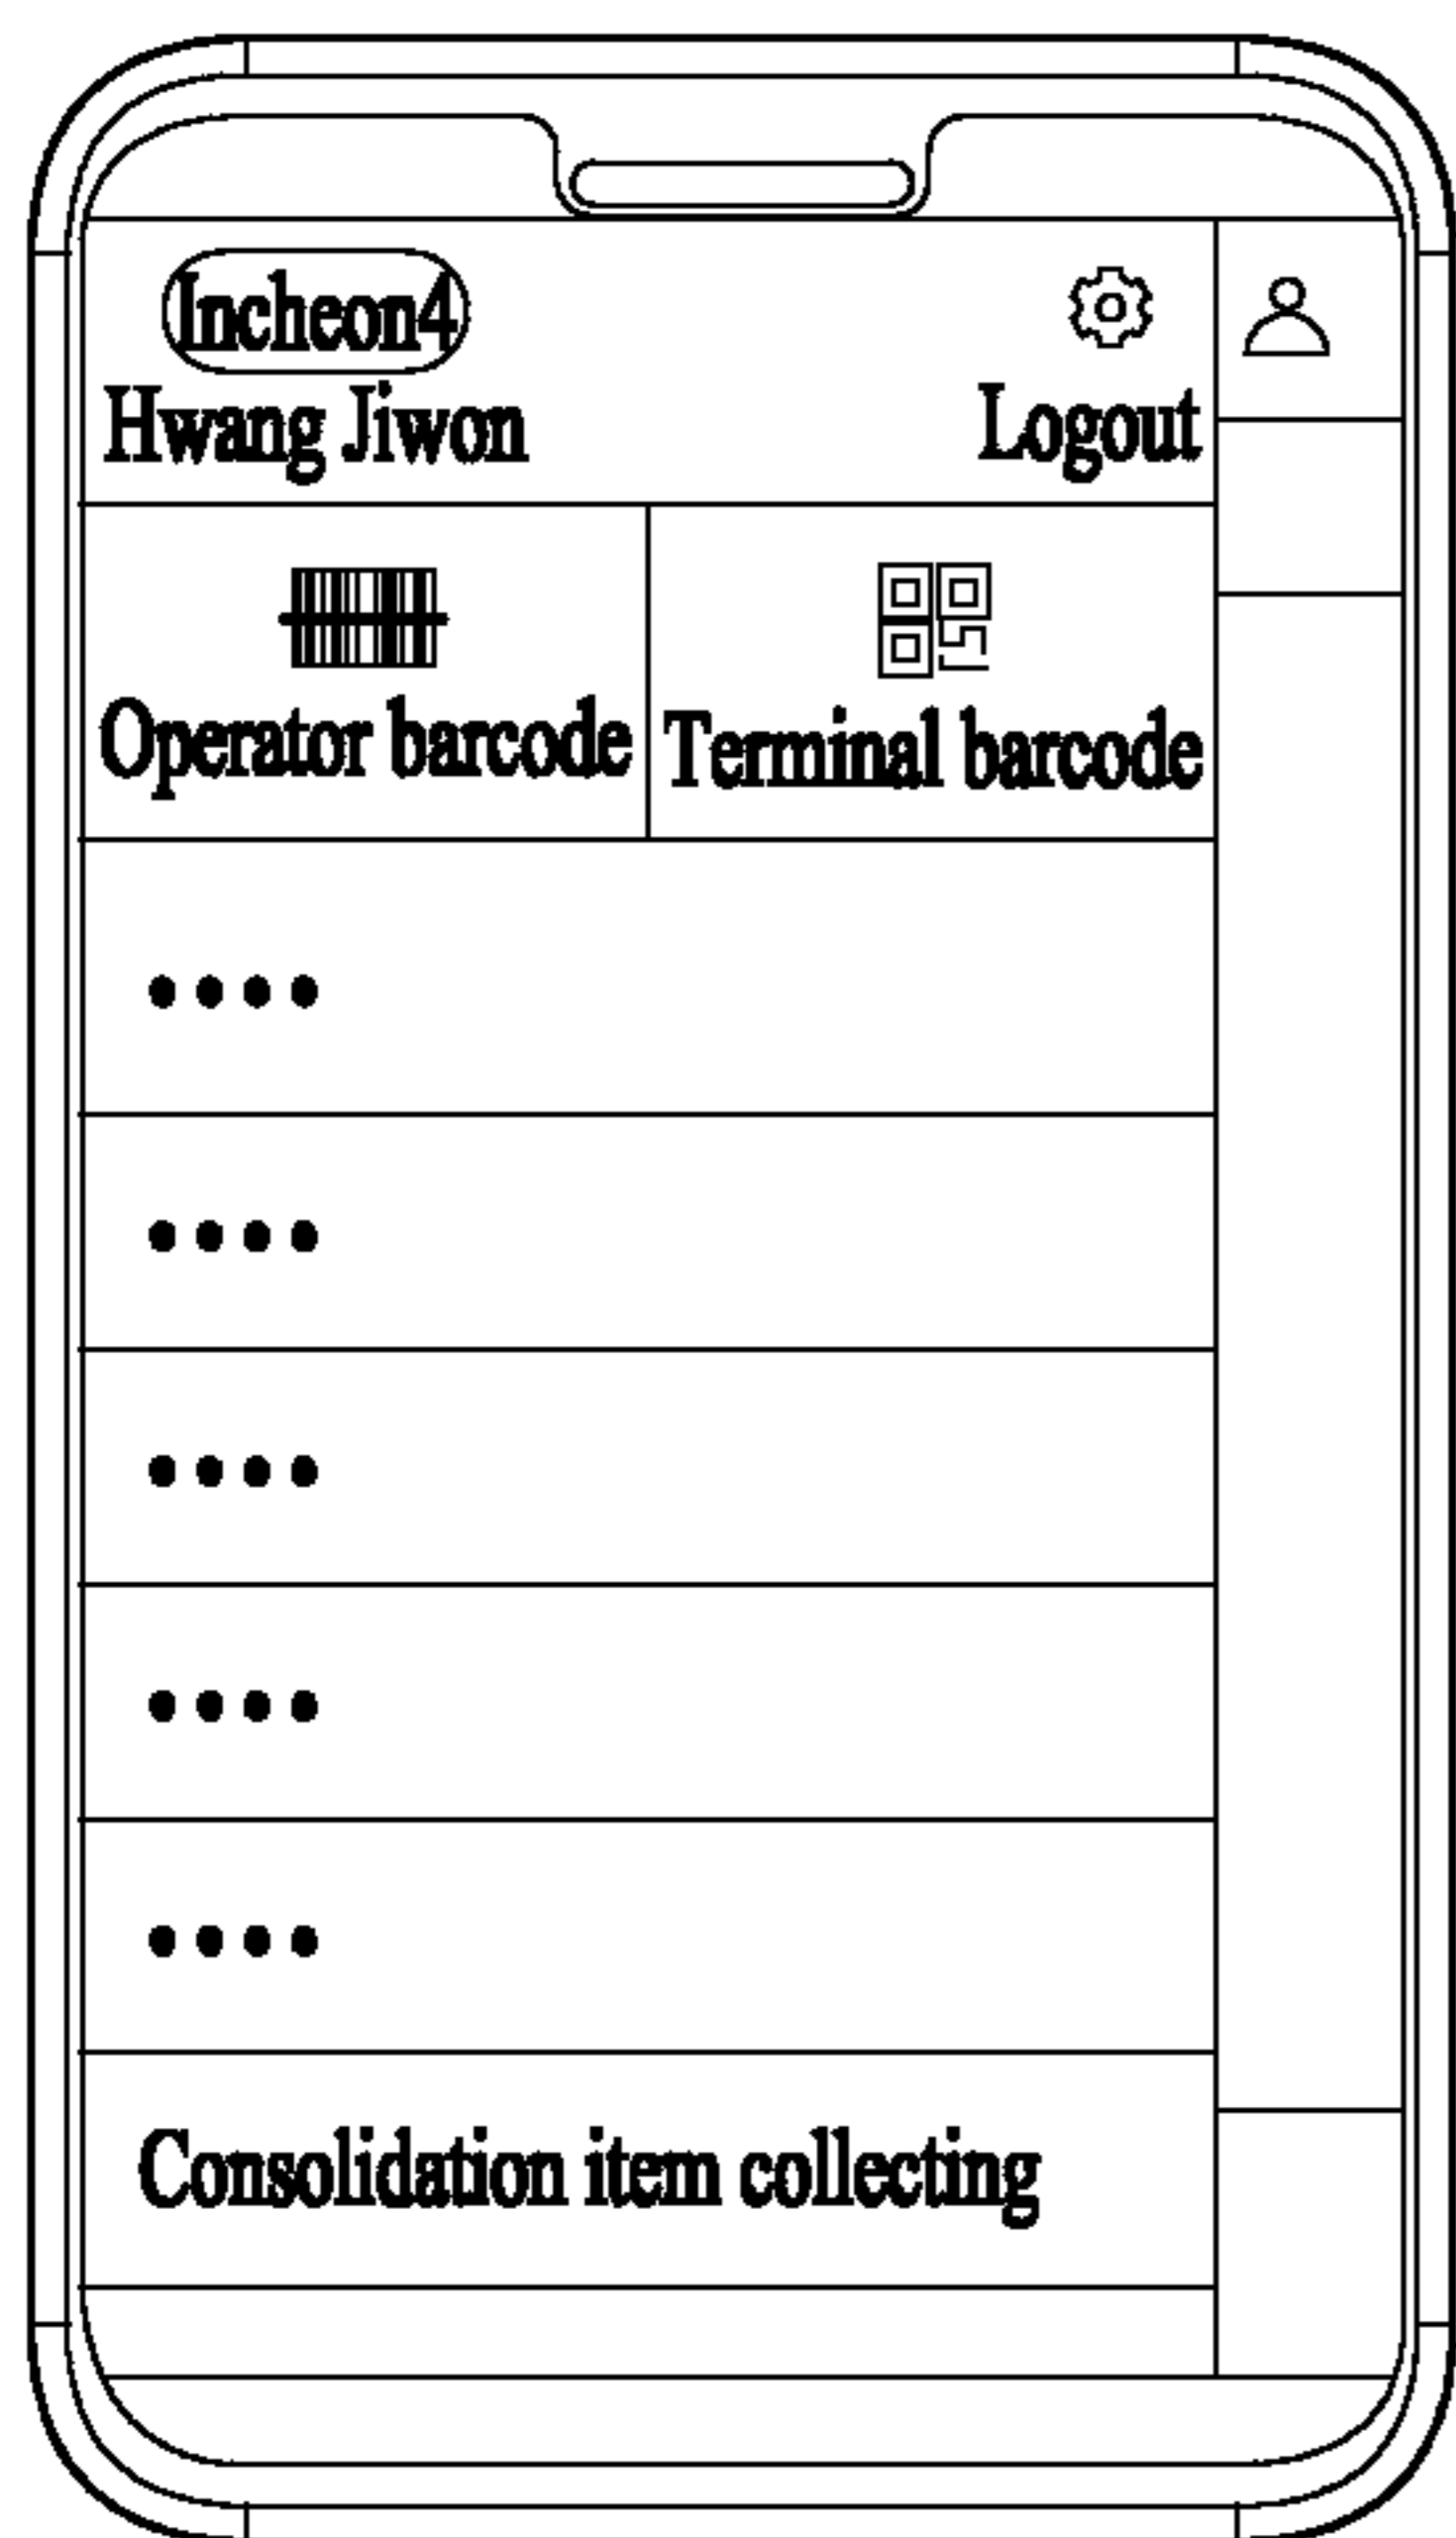 Incheon4
Hwang Jiwon
Logout
Operator barcode
Terminal barcode
••••
••••
••••
••••
••••
Consolidation item collecting